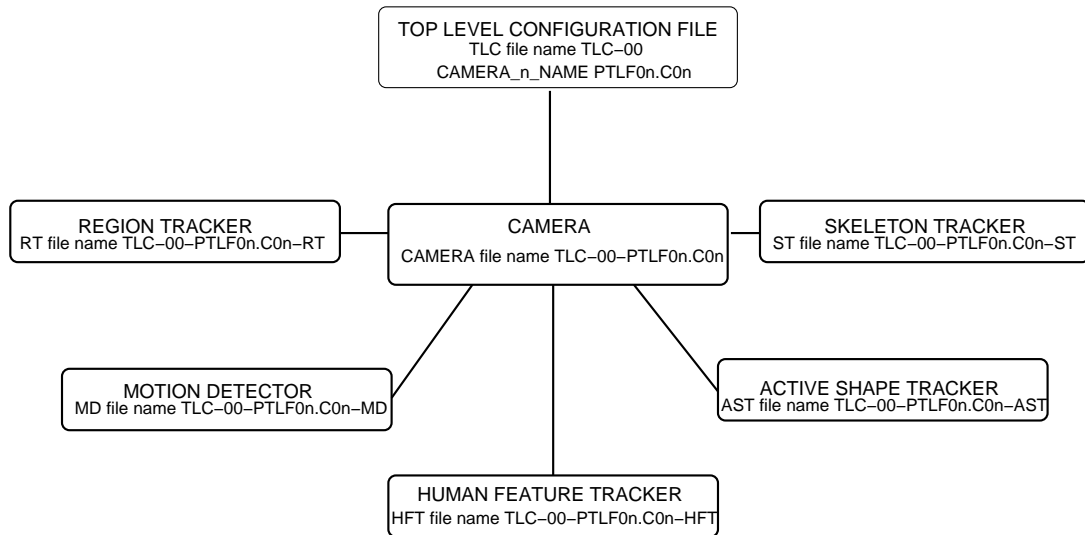 TOP LEVEL CONFIGURATION FILE
TLC file name TLC−00
CAMERA_n_NAME PTLF0n.C0n
REGION TRACKER
RT file name TLC−00−PTLF0n.C0n−RT
CAMERA
CAMERA file name TLC−00−PTLF0n.C0n
SKELETON TRACKER
ST file name TLC−00−PTLF0n.C0n−ST
MOTION DETECTOR
MD file name TLC−00−PTLF0n.C0n−MD
ACTIVE SHAPE TRACKER
AST file name TLC−00−PTLF0n.C0n−AST
HUMAN FEATURE TRACKER
HFT file name TLC−00−PTLF0n.C0n−HFT